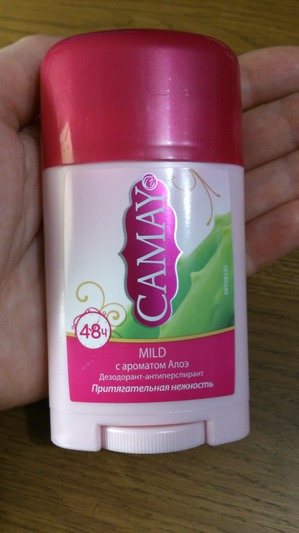 CAMAY
48ч
MILD
с ароматом Алоэ
Дезодорант-антиперспирант
Притягательная нежность